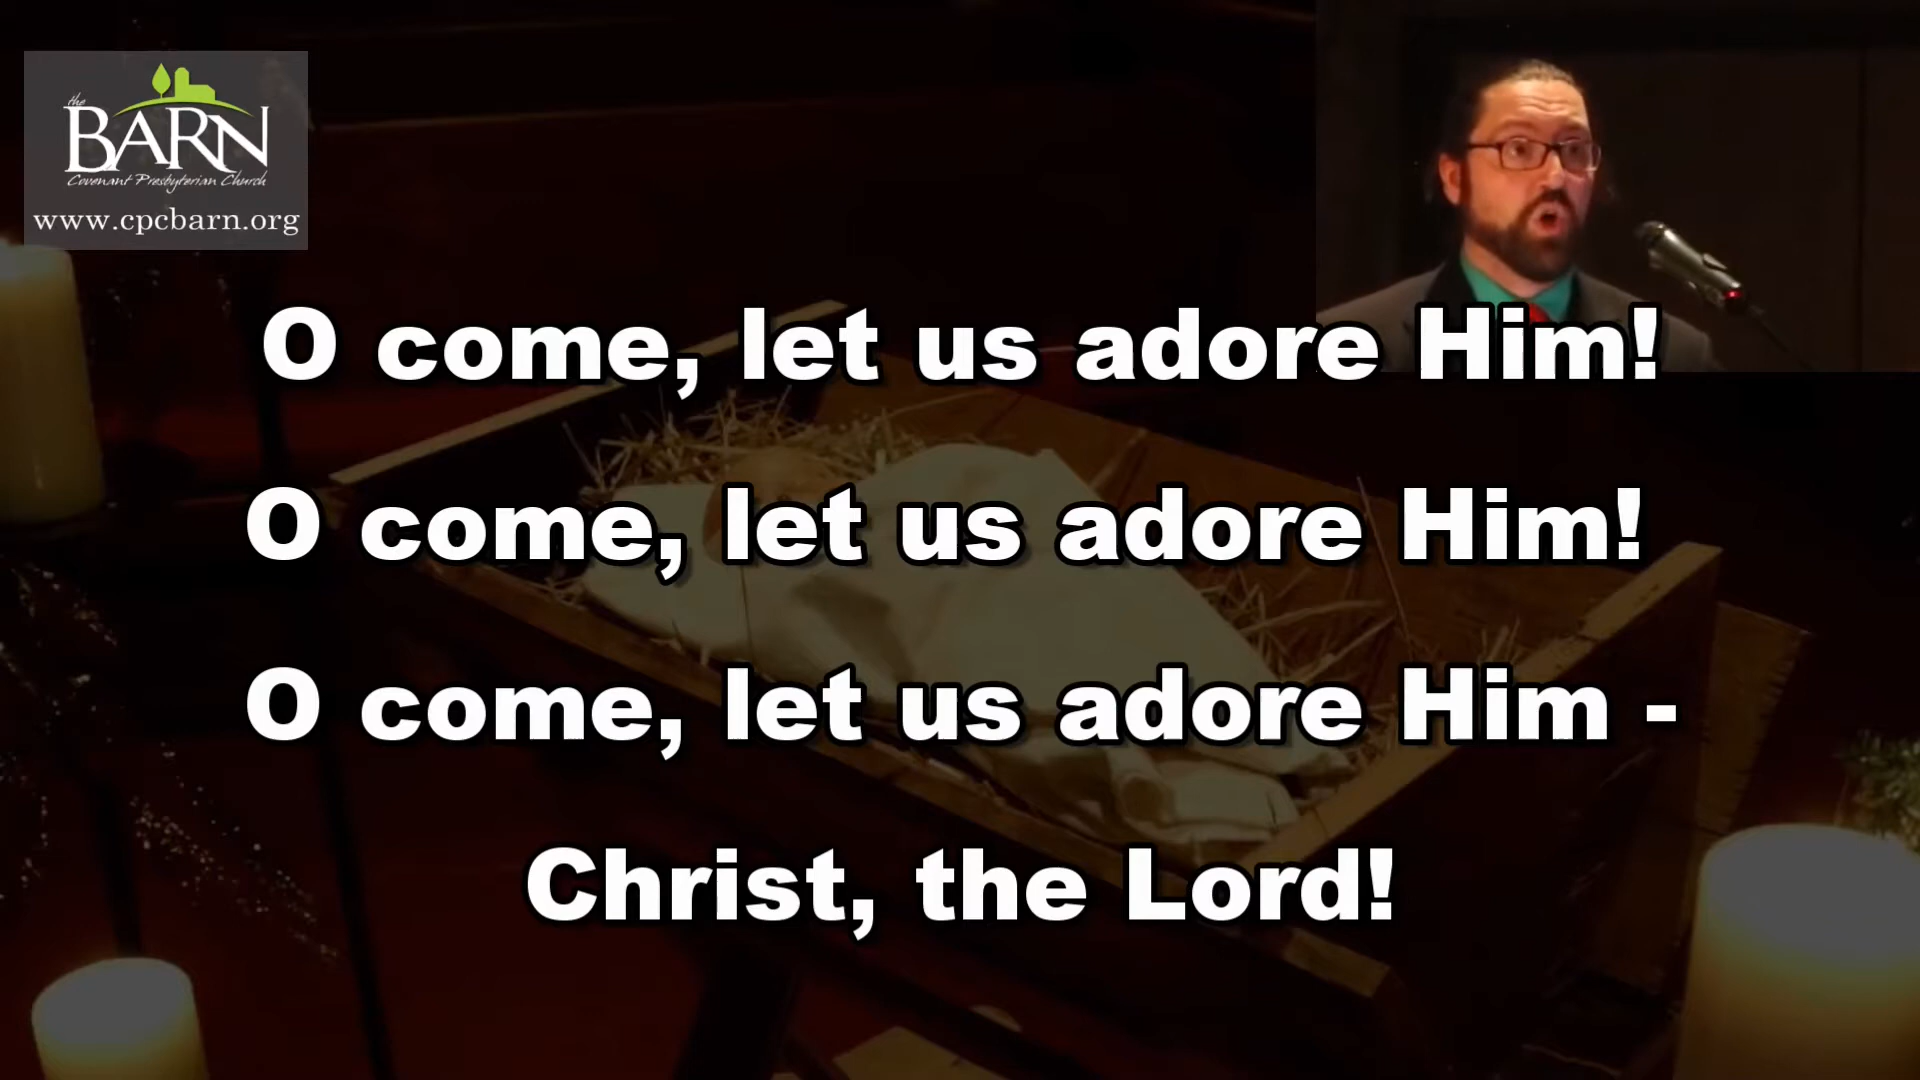 the
BARN
Covenant Presbyterian Church
www.cpcbarn.org
O come, let us adore Him!
O come, let us adore Him!
O come, let us adore Him -
Christ, the Lord!